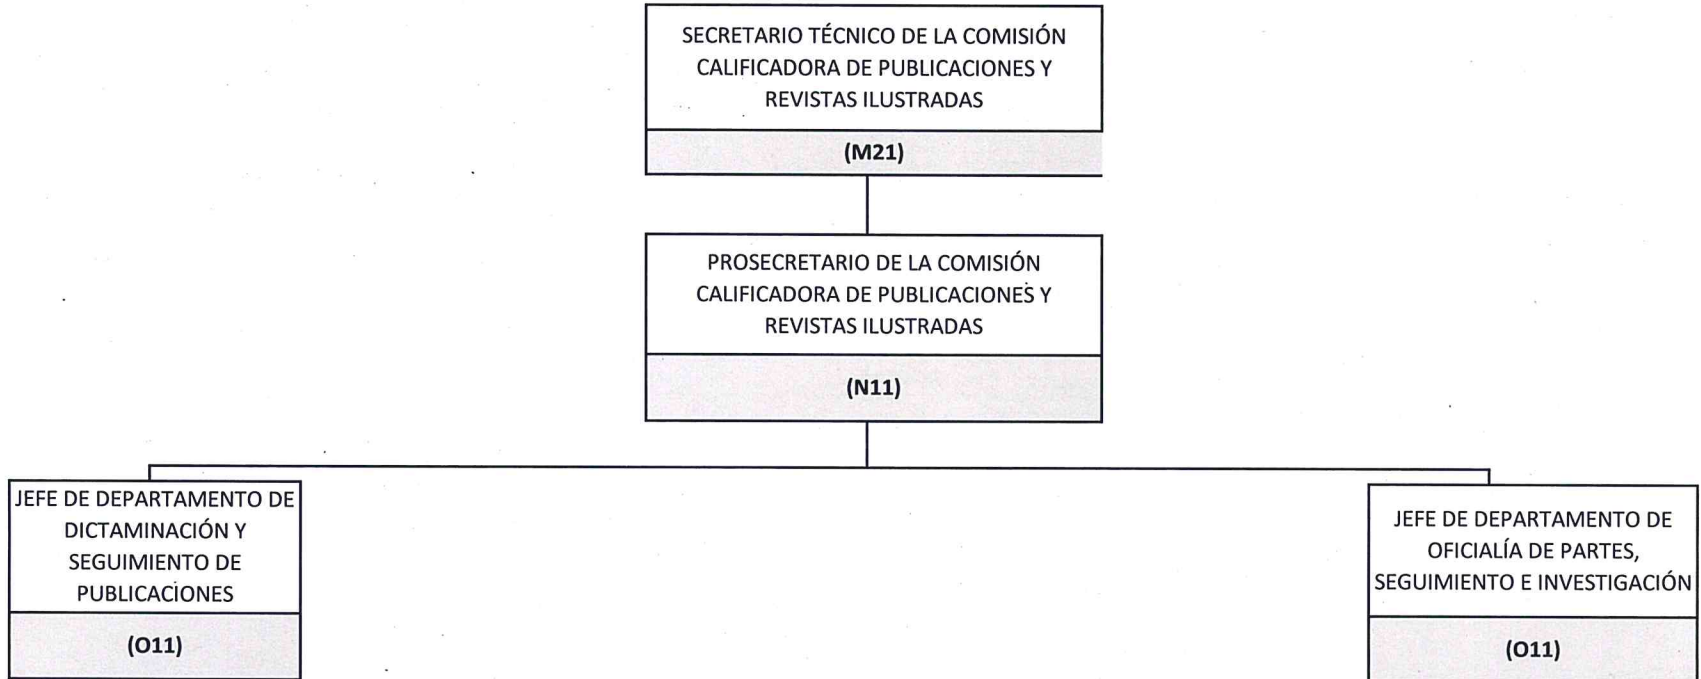 SECRETARIO TÉCNICO DE LA COMISIÓN
CALIFICADORA DE PUBLICACIONES Y
REVISTAS ILUSTRADAS
(M21)
PROSECRETARIO DE LA COMISIÓN
CALIFICADORA DE PUBLICACIONES Y
REVISTAS ILUSTRADAS
(N11)
JEFE DE DEPARTAMENTO DE
DICTAMINACIÓN Y
SEGUIMIENTO DE
PUBLICACIONES
(O11)
JEFE DE DEPARTAMENTO DE
OFICIALÍA DE PARTES,
SEGUIMIENTO E INVESTIGACIÓN
(O11)